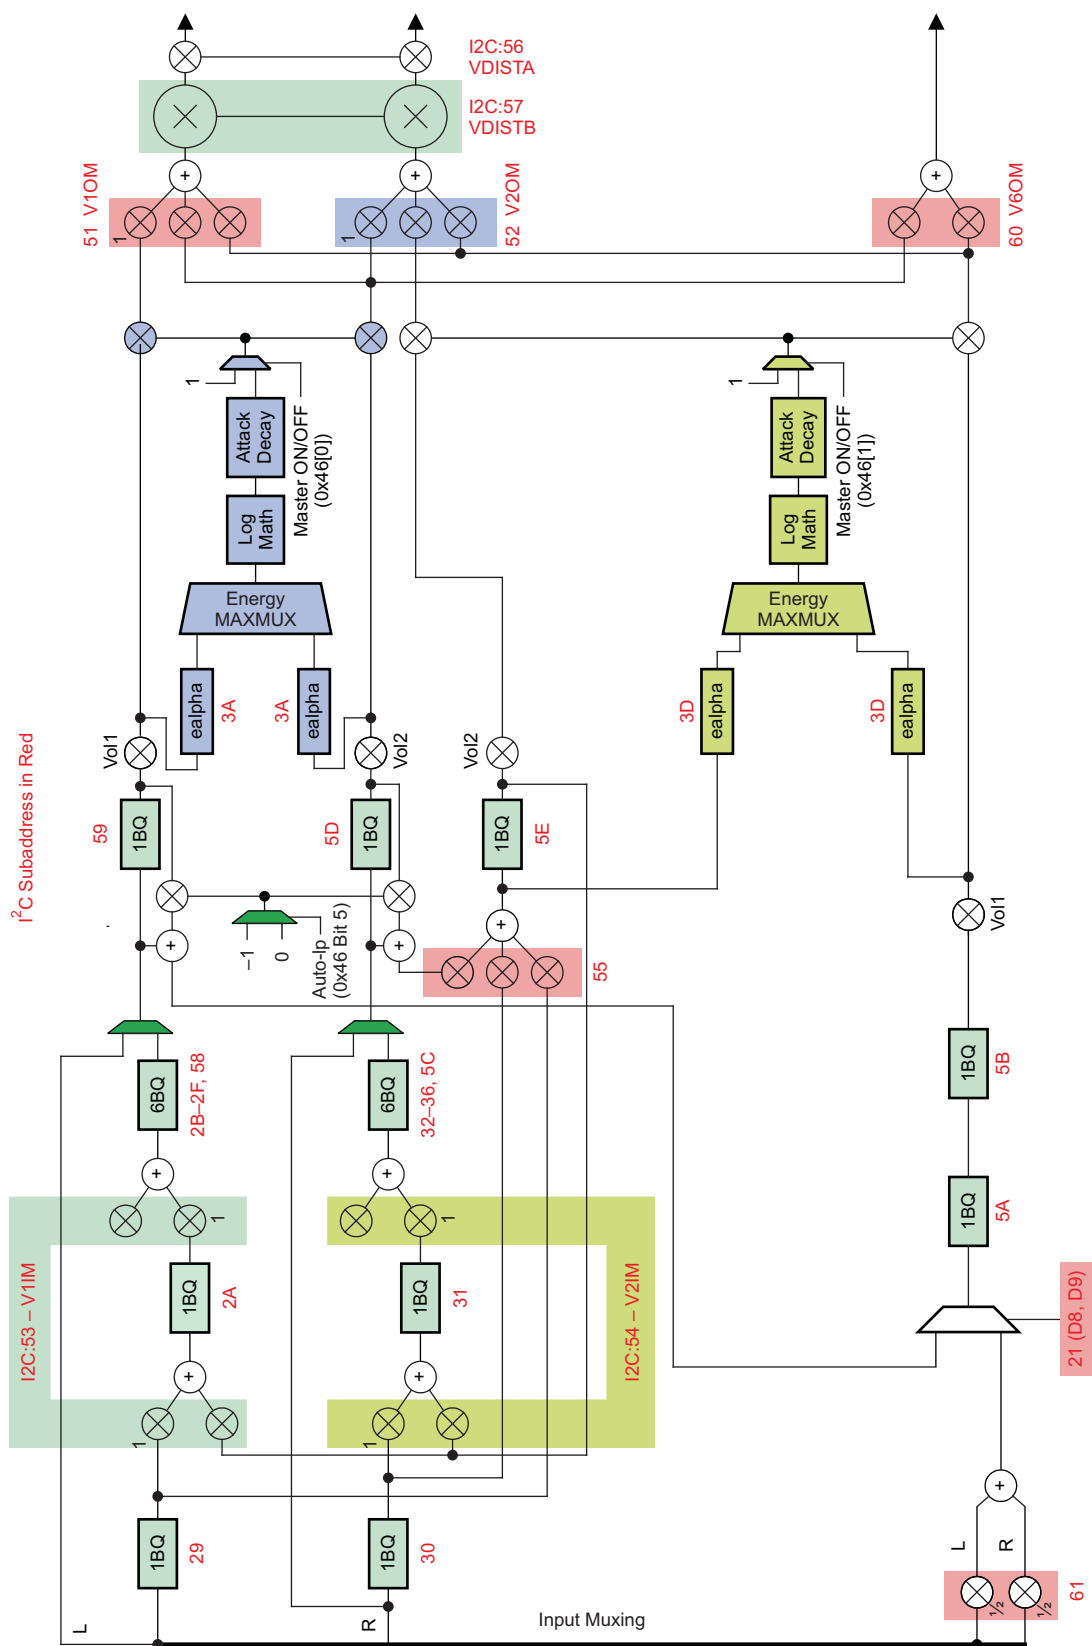 I2C:56
VDISTA
I2C:57
VDISTB
51 V1OM
1
52 V2OM
1
60 V6OM
1
Attack
Decay
Master ON/OFF
(0x46[0])
Log
Math
Energy
MAXMUX
ealpha
3A
ealpha
3A
1
Attack
Decay
Master ON/OFF
(0x46[1])
Log
Math
Energy
MAXMUX
ealpha
3D
ealpha
3D
Vol1
Vol2
Vol2
Vol1
I²C Subaddress in Red
59
1BQ
5D
1BQ
1BQ
5E
–1
0
Auto-lp
(0x46 Bit 5)
55
6BQ
2B–2F, 58
6BQ
32–36, 5C
1BQ
5B
1BQ
5A
I2C:53 – V1IM
1
1BQ
2A
1
I2C:54 – V2IM
1
1BQ
31
1
21 (D8, D9)
1BQ
29
1BQ
30
L
R
Input Muxing
L
R
½
½
61
+
+
+
+
+
+
+
+
+
+
+